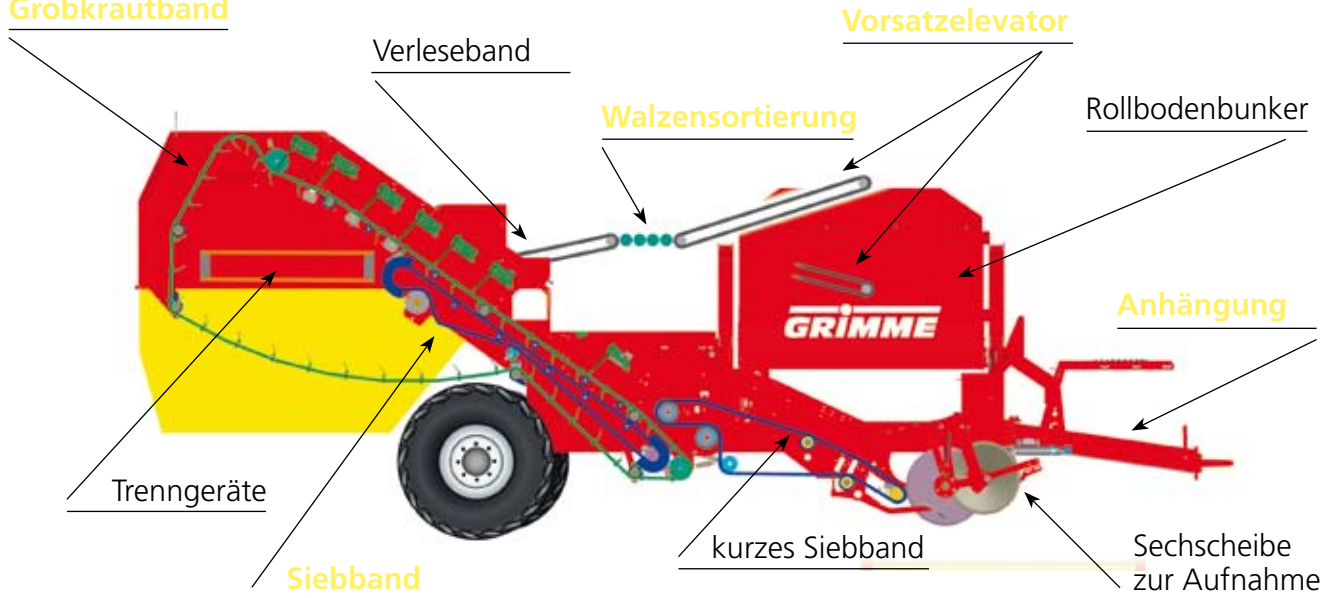 Grobkrautband
Vorsatzelevator
Verleseband
Rollbodenbunker
Walzensortierung
Anhängung
GRIMME
Trenngeräte
kurzes Siebband
Sechscheibe
zur Aufnahme
Siebband